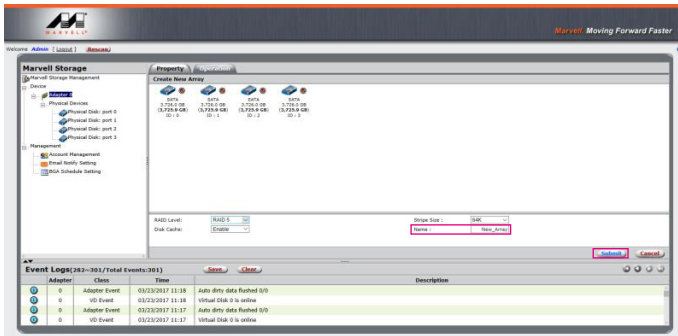 MARVELL
Marvell. Moving Forward Faster
Welcome Admin [ Logout ] Rescan
Marvell Storage
Property Operation
Marvell Storage Management
Create New Array
Device
Adapter 0
Physical Devices
Physical Disk: port 0
Physical Disk: port 1
Physical Disk: port 2
Physical Disk: port 3
Management
Account Management
Email Notify Setting
BGA Schedule Setting
SATA SATA SATA SATA
3,726.0 GB 3,726.0 GB 3,726.0 GB 3,726.0 GB
(3,725.9 GB) (3,725.9 GB) (3,725.9 GB) (3,725.9 GB)
ID : 0 ID : 1 ID : 2 ID : 3
RAID Level: RAID 5 Stripe Size : 64K
Disk Cache: Enable Name : New_Array
Submit Cancel
Event Logs(282~301/Total Events:301) Save Clear
Adapter Class Time Description
0 Adapter Event 03/23/2017 11:18 Auto dirty data flushed 0/0
0 VD Event 03/23/2017 11:18 Virtual Disk 0 is online
0 Adapter Event 03/23/2017 11:17 Auto dirty data flushed 0/0
0 VD Event 03/23/2017 11:17 Virtual Disk 0 is online